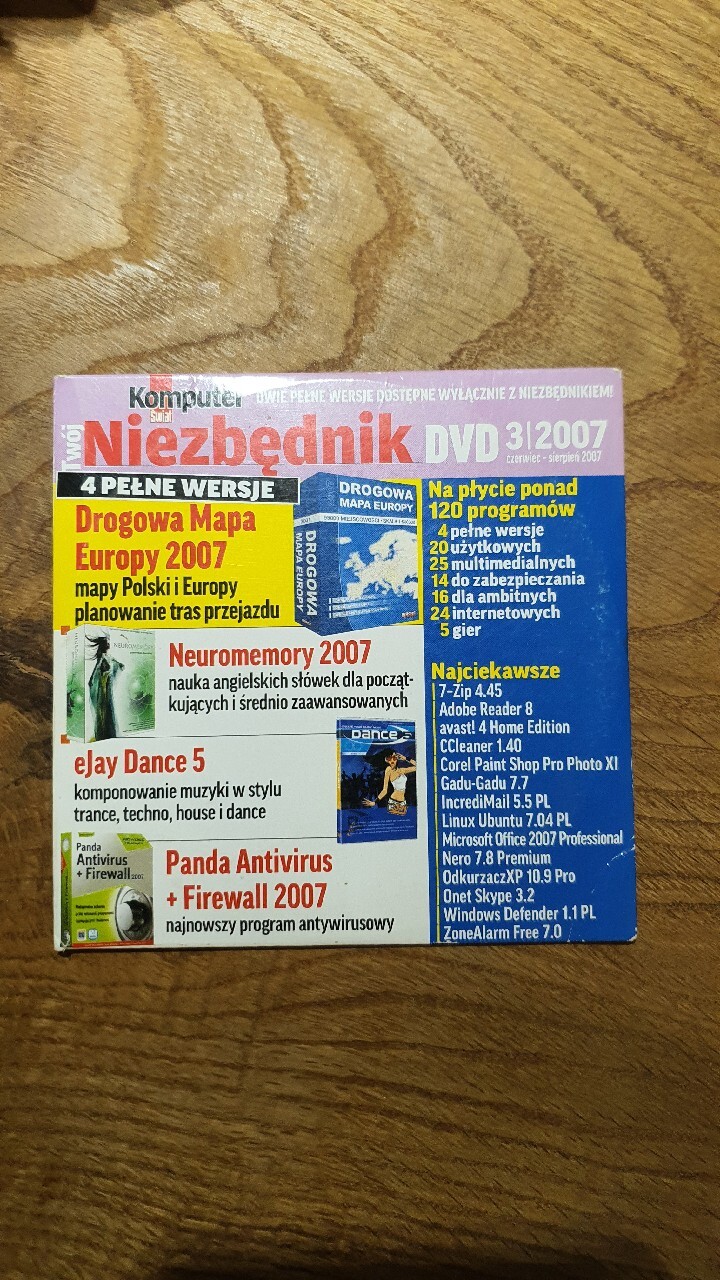 Komputer
Świat
DWIE PEŁNE WERSJE DOSTĘPNE WYŁĄCZNIE Z NIEZBĘDNIKIEM!
Twój
Niezbędnik DVD 3|2007
czerwiec - sierpień 2007
4 PEŁNE WERSJE
Drogowa Mapa
Europy 2007
mapy Polski i Europy
planowanie tras przejazdu
DROGOWA
MAPA EUROPY
DROGOWA
MAPA EUROPY
Neuromemory 2007
nauka angielskich słówek dla począt-
kujących i średnio zaawansowanych
eJay Dance 5
komponowanie muzyki w stylu
trance, techno, house i dance
Dance 5
Panda
Antivirus
+ Firewall 2007
Panda Antivirus
+ Firewall 2007
najnowszy program antywirusowy
Na płycie ponad
120 programów
4 pełne wersje
20 użytkowych
25 multimedialnych
14 do zabezpieczania
16 dla ambitnych
24 internetowych
5 gier
Najciekawsze
7-Zip 4.45
Adobe Reader 8
avast! 4 Home Edition
CCleaner 1.40
Corel Paint Shop Pro Photo XI
Gadu-Gadu 7.7
IncrediMail 5.5 PL
Linux Ubuntu 7.04 PL
Microsoft Office 2007 Professional
Nero 7.8 Premium
OdkurzaczXP 10.9 Pro
Onet Skype 3.2
Windows Defender 1.1 PL
ZoneAlarm Free 7.0